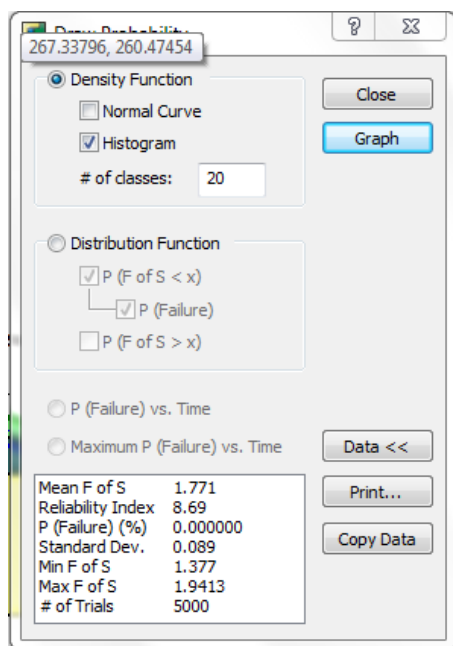 Draw Probability
267.33796, 260.47454
Density Function
Normal Curve
Histogram
# of classes: 20
Close
Graph
Distribution Function
P (F of S < x)
P (Failure)
P (F of S > x)
P (Failure) vs. Time
Maximum P (Failure) vs. Time
Data <<
Print...
Copy Data
Mean F of S 1.771
Reliability Index 8.69
P (Failure) (%) 0.000000
Standard Dev. 0.089
Min F of S 1.377
Max F of S 1.9413
# of Trials 5000